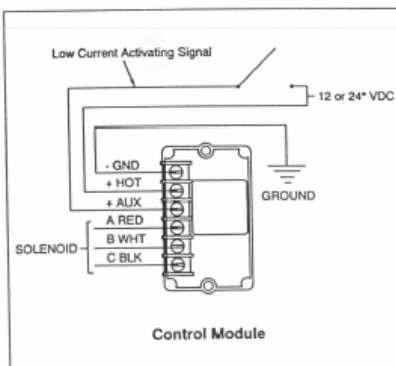 Low Current Activating Signal
12 or 24* VDC
- GND
+ HOT
GROUND
+ AUX
A RED
SOLENOID
B WHT
C BLK
Control Module